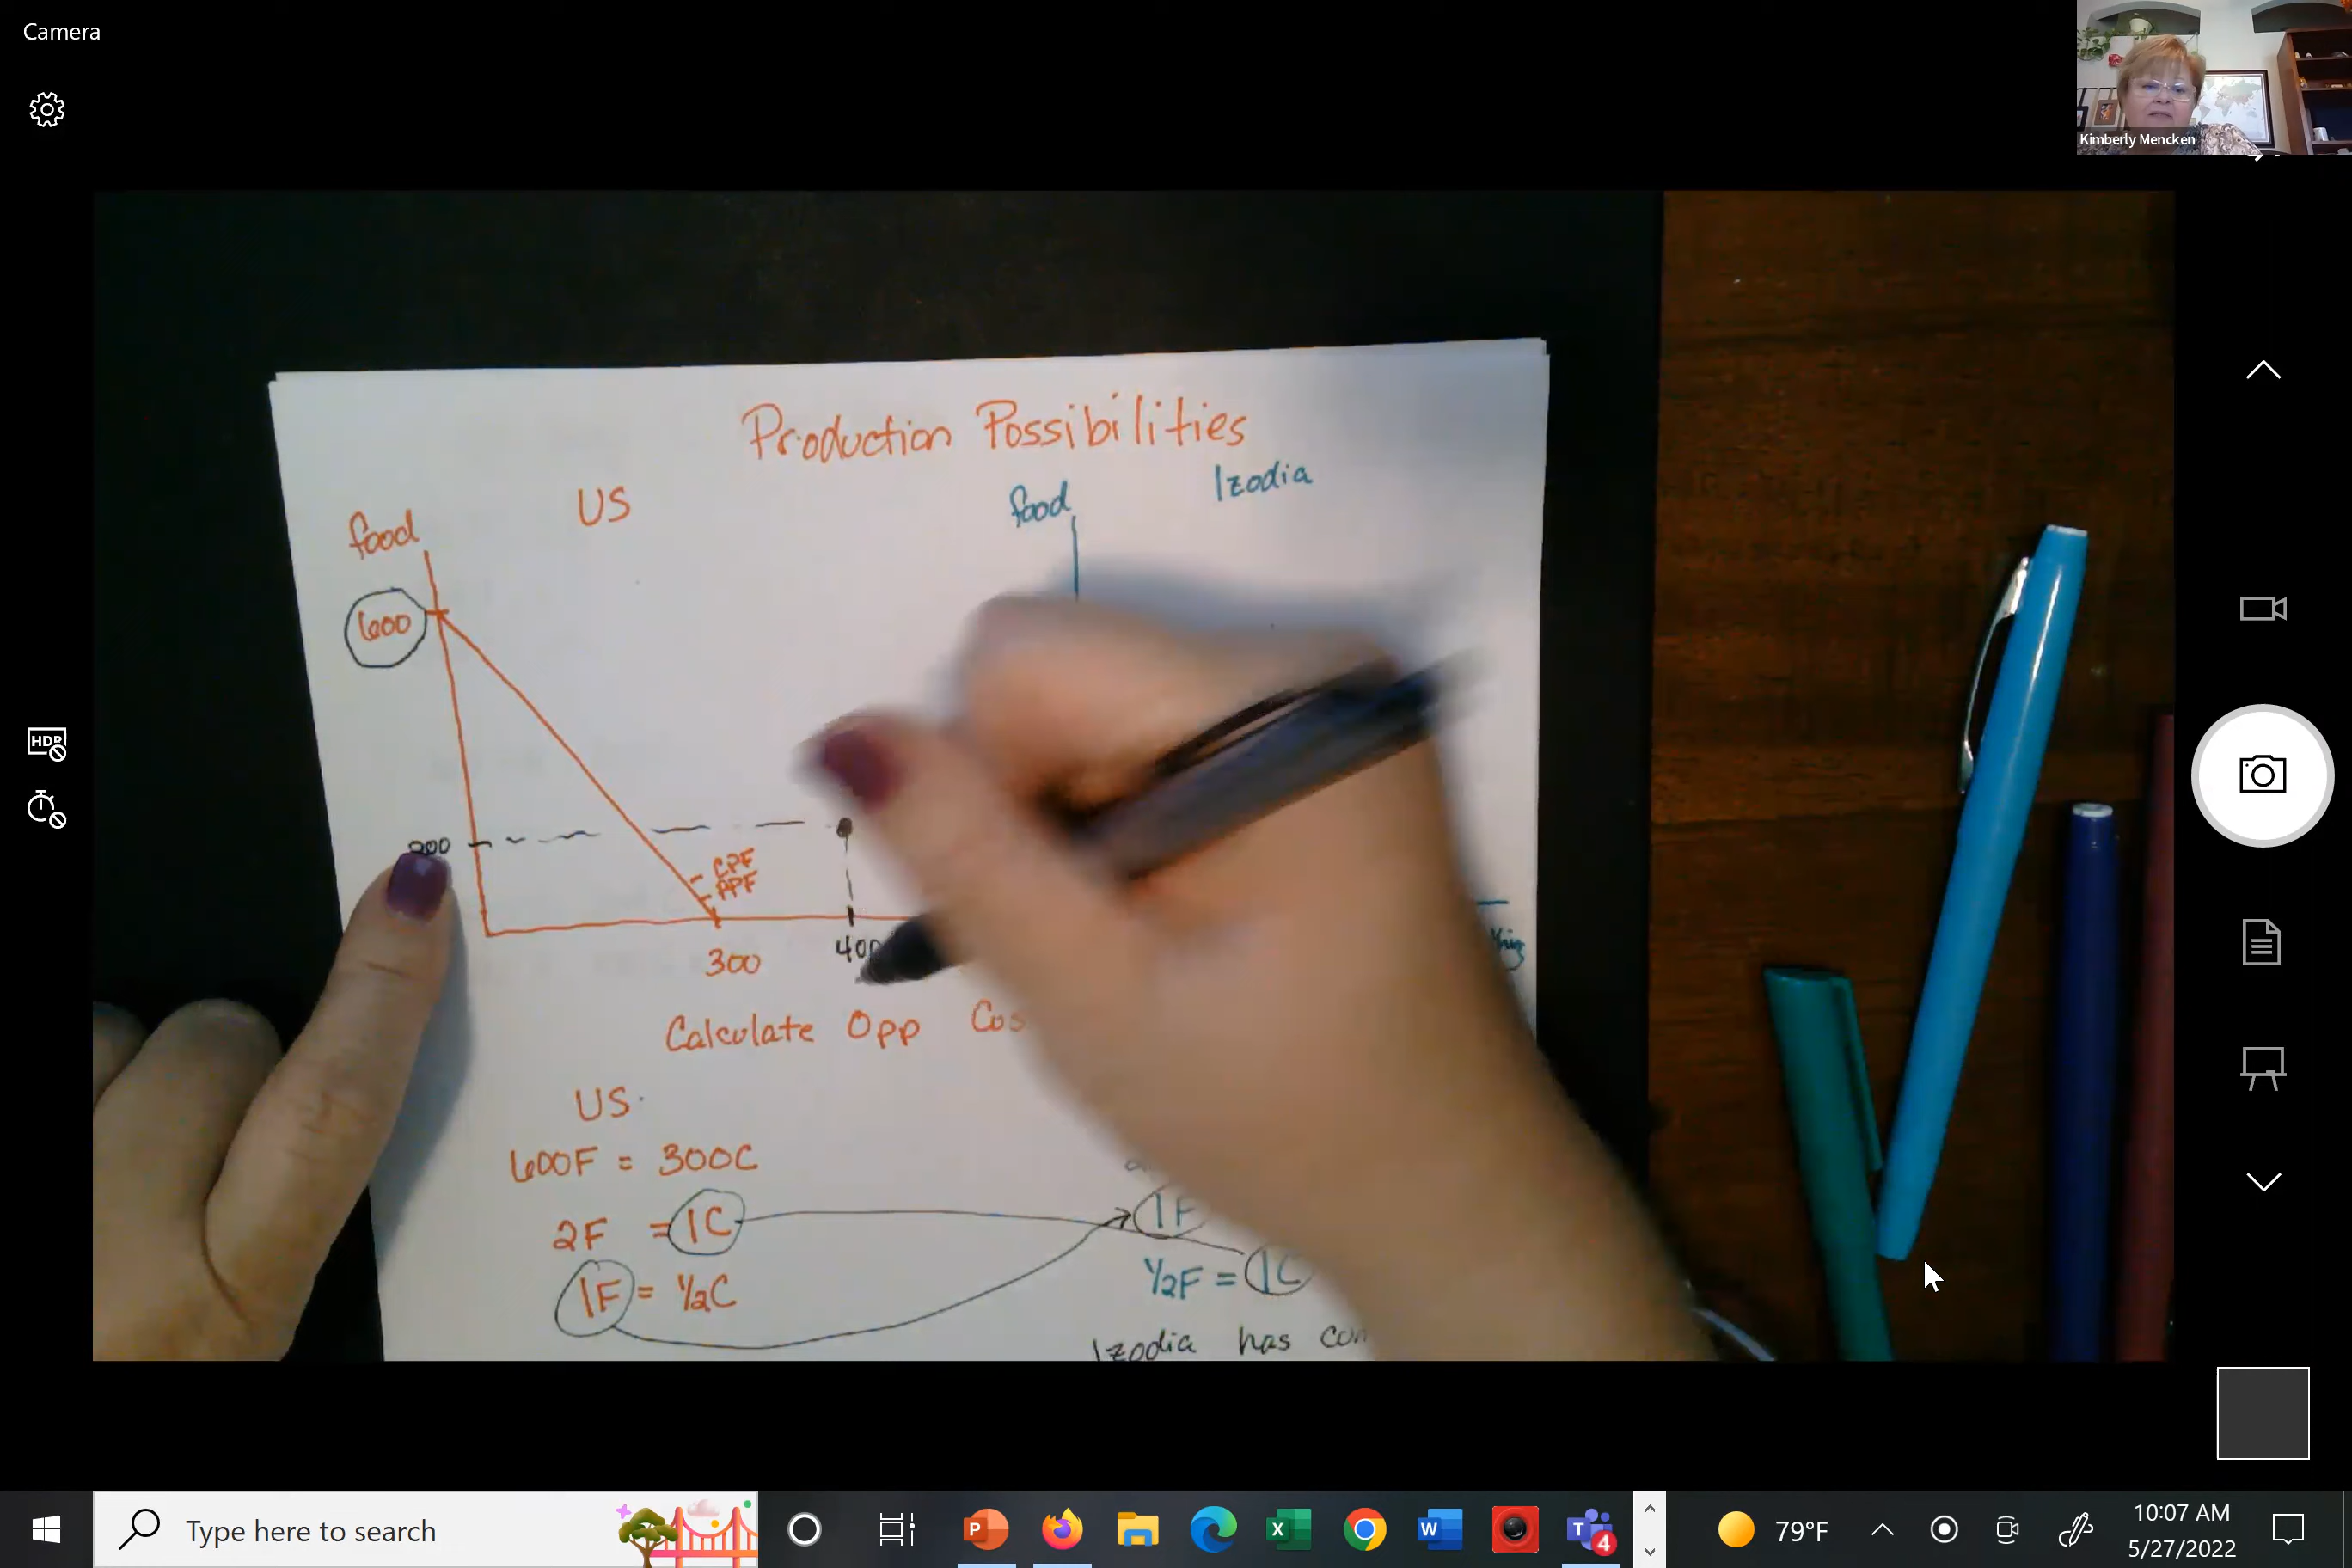 Camera
Kimberly Mencken
HDR
Production Possibilities
US
Izodia
food
food
600
CPF
PPF
300
400
Calculate Opp
US
600F = 300C
2F = 1C
1F = 1/2C
1F
1/2F = 1C
Izodia has
Type here to search
79°F
4
10:07 AM
5/27/2022